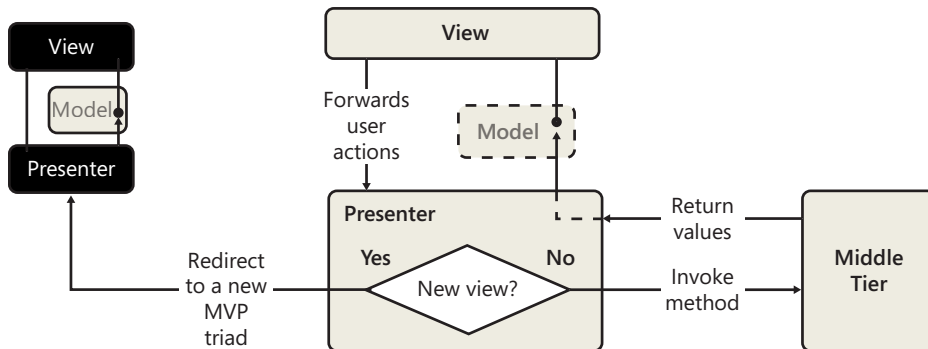 View
Model
Presenter
View
Forwards
user
actions
Model
Presenter
Yes
No
New view?
Redirect
to a new
MVP
triad
Return
values
Invoke
method
Middle
Tier